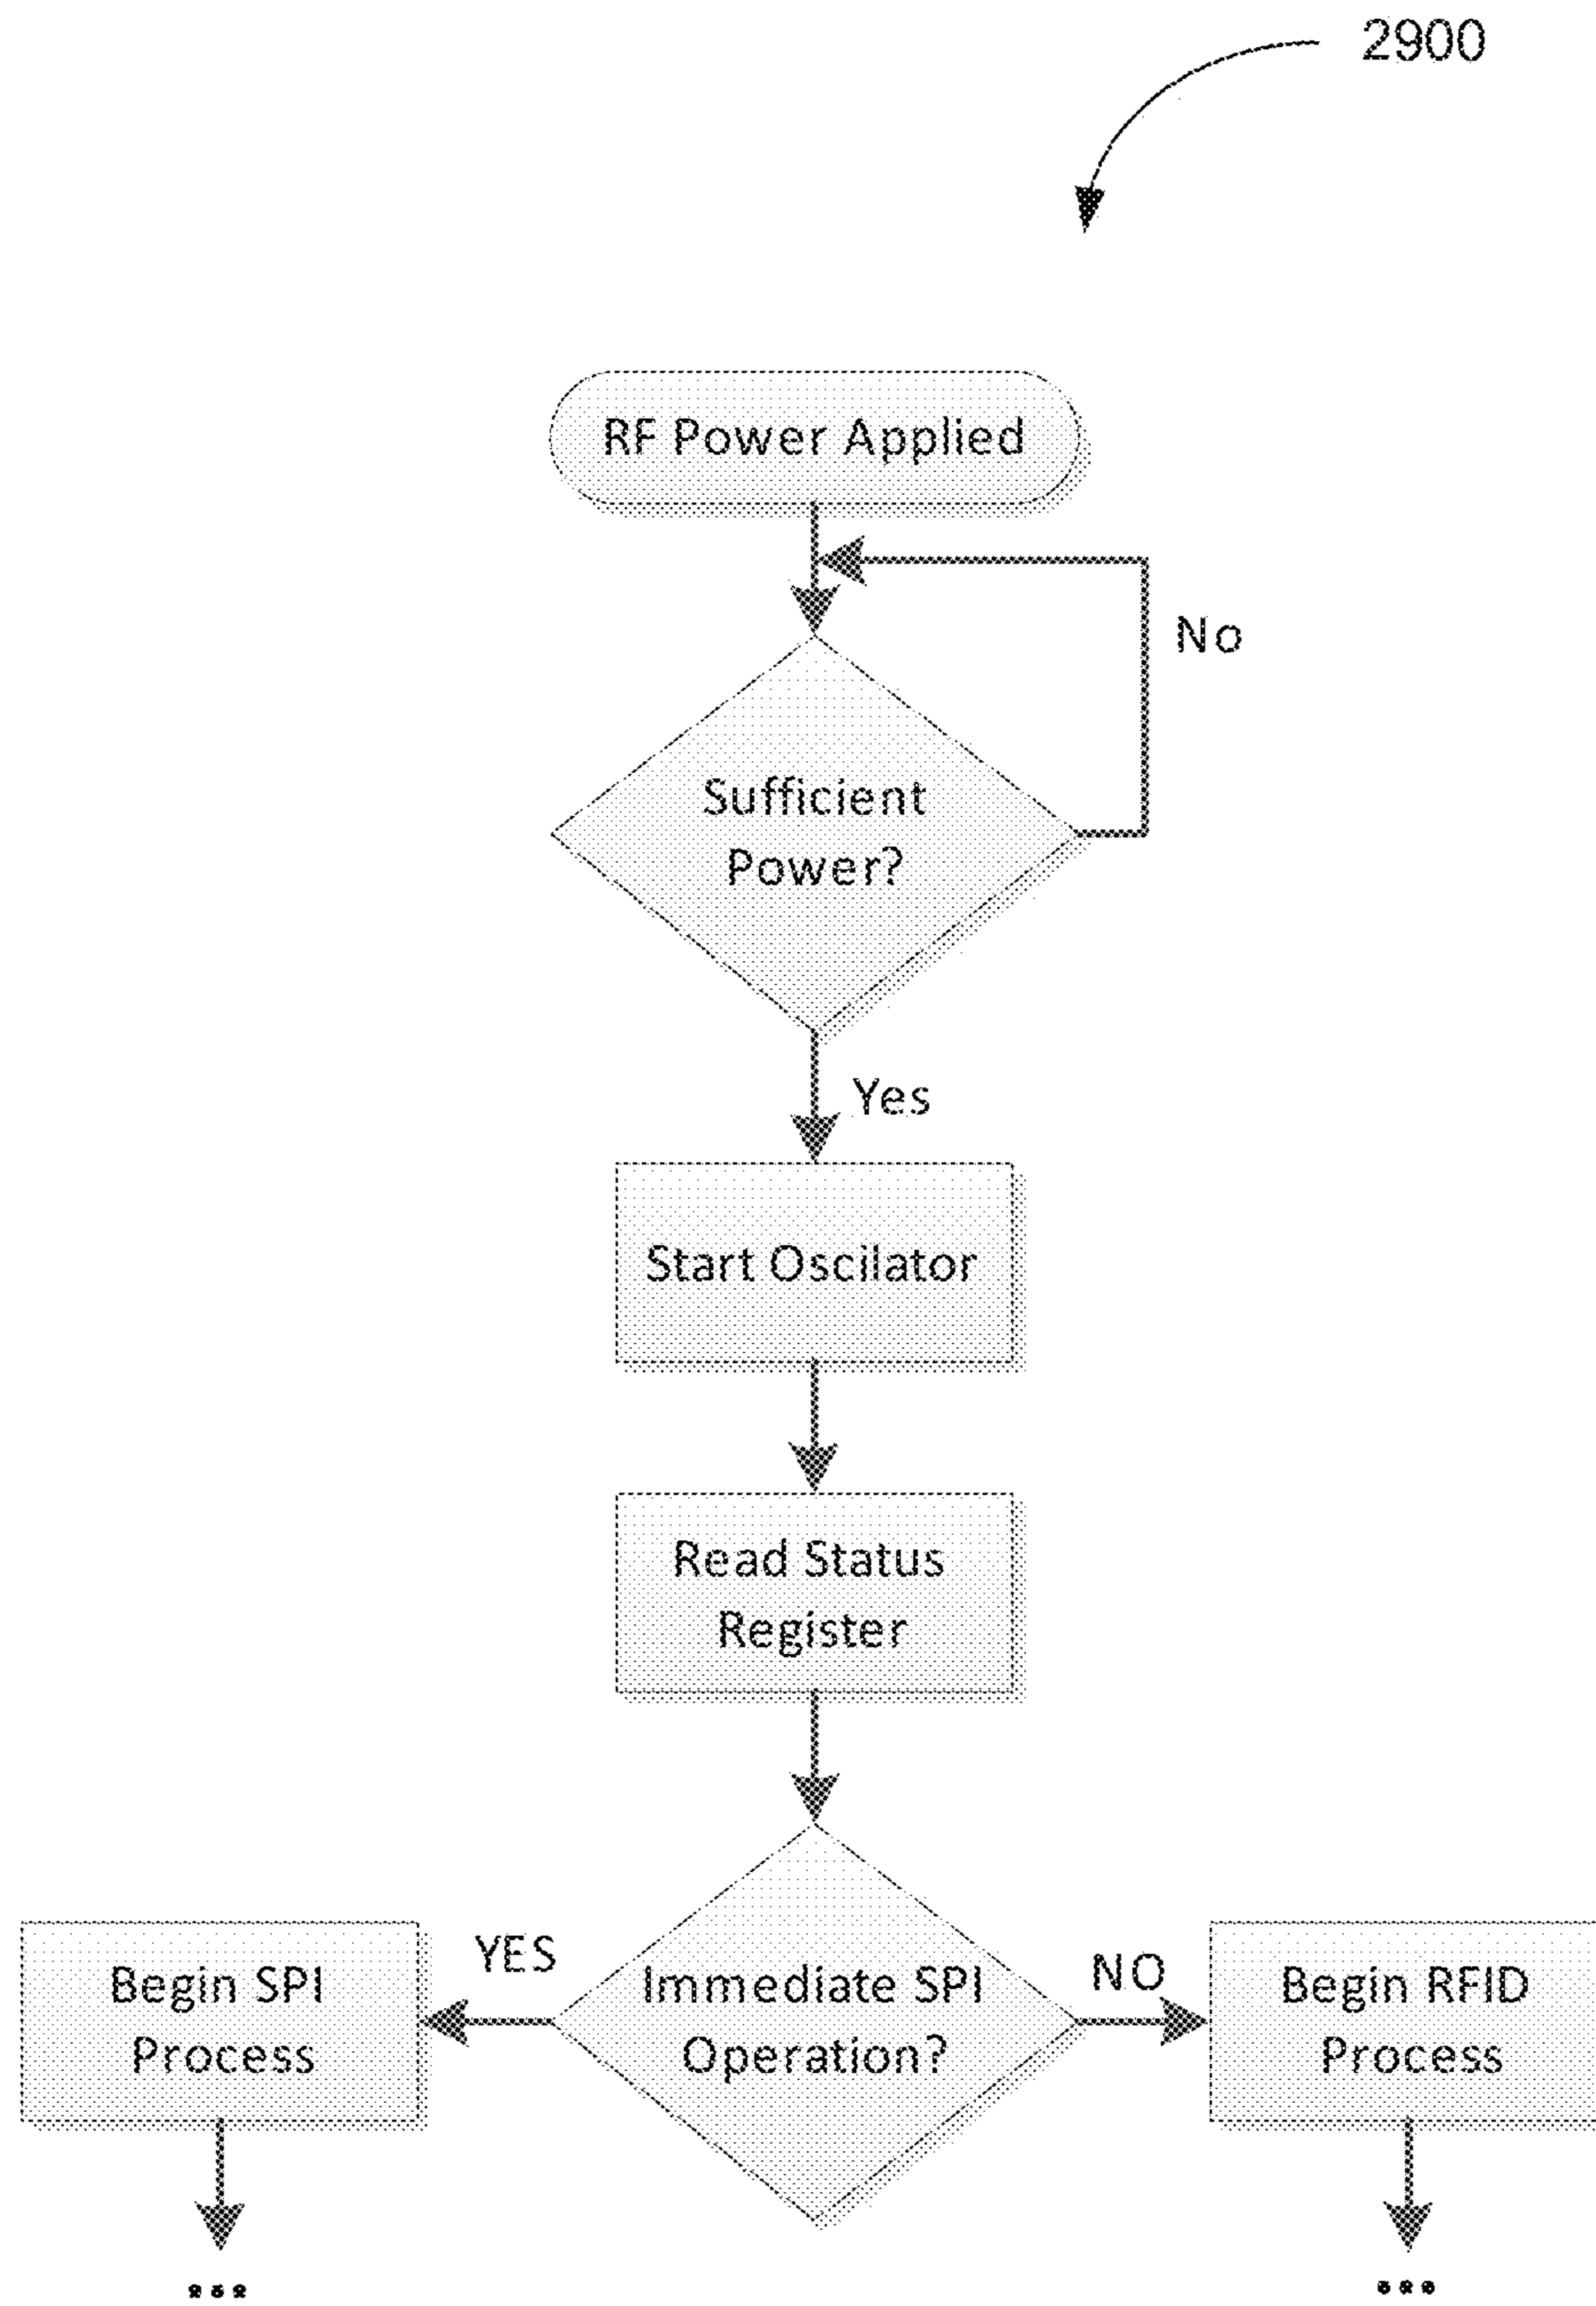 2900
RF Power Applied
No
Sufficient
Power?
Yes
Start Oscilator
Read Status
Register
YES
Immediate SPI
Operation?
NO
Begin SPI
Process
Begin RFID
Process
...
...